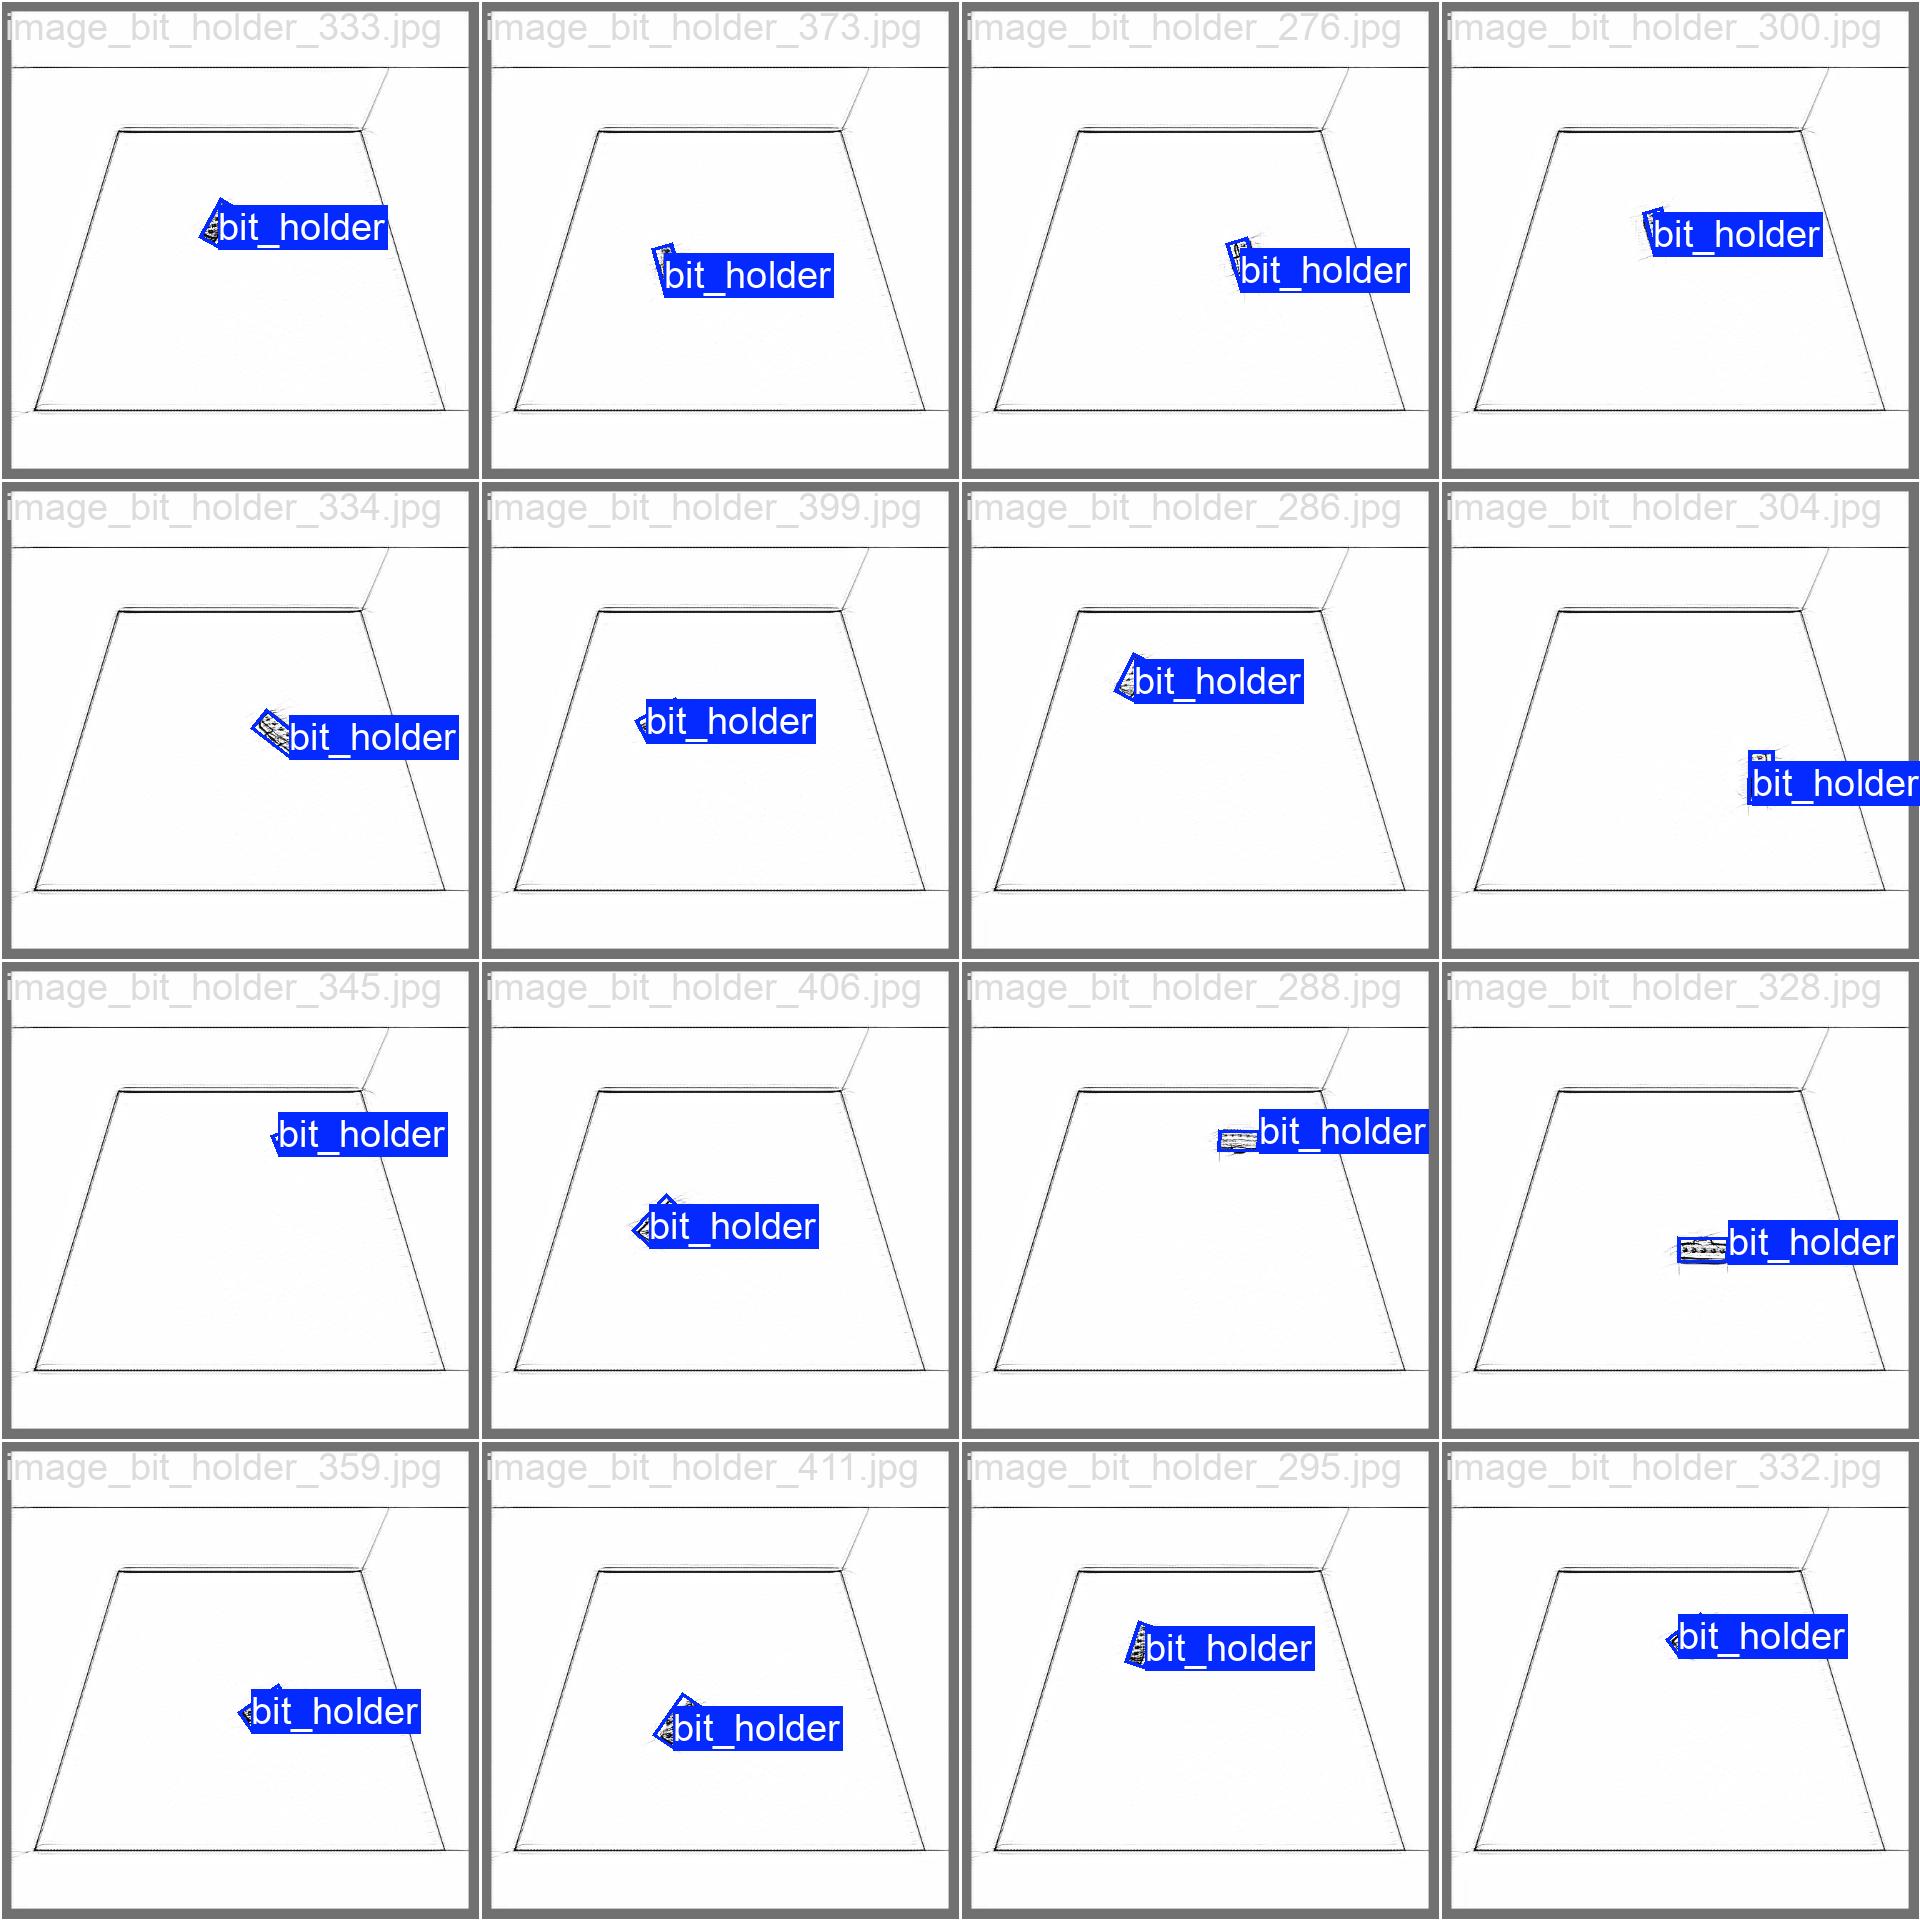 image_bit_holder_333.jpg
image_bit_holder_373.jpg
image_bit_holder_276.jpg
image_bit_holder_300.jpg
bit_holder
bit_holder
bit_holder
bit_holder
image_bit_holder_334.jpg
image_bit_holder_399.jpg
image_bit_holder_286.jpg
image_bit_holder_304.jpg
bit_holder
bit_holder
bit_holder
bit_holder
image_bit_holder_345.jpg
image_bit_holder_406.jpg
image_bit_holder_288.jpg
image_bit_holder_328.jpg
bit_holder
bit_holder
bit_holder
bit_holder
image_bit_holder_359.jpg
image_bit_holder_411.jpg
image_bit_holder_295.jpg
image_bit_holder_332.jpg
bit_holder
bit_holder
bit_holder
bit_holder